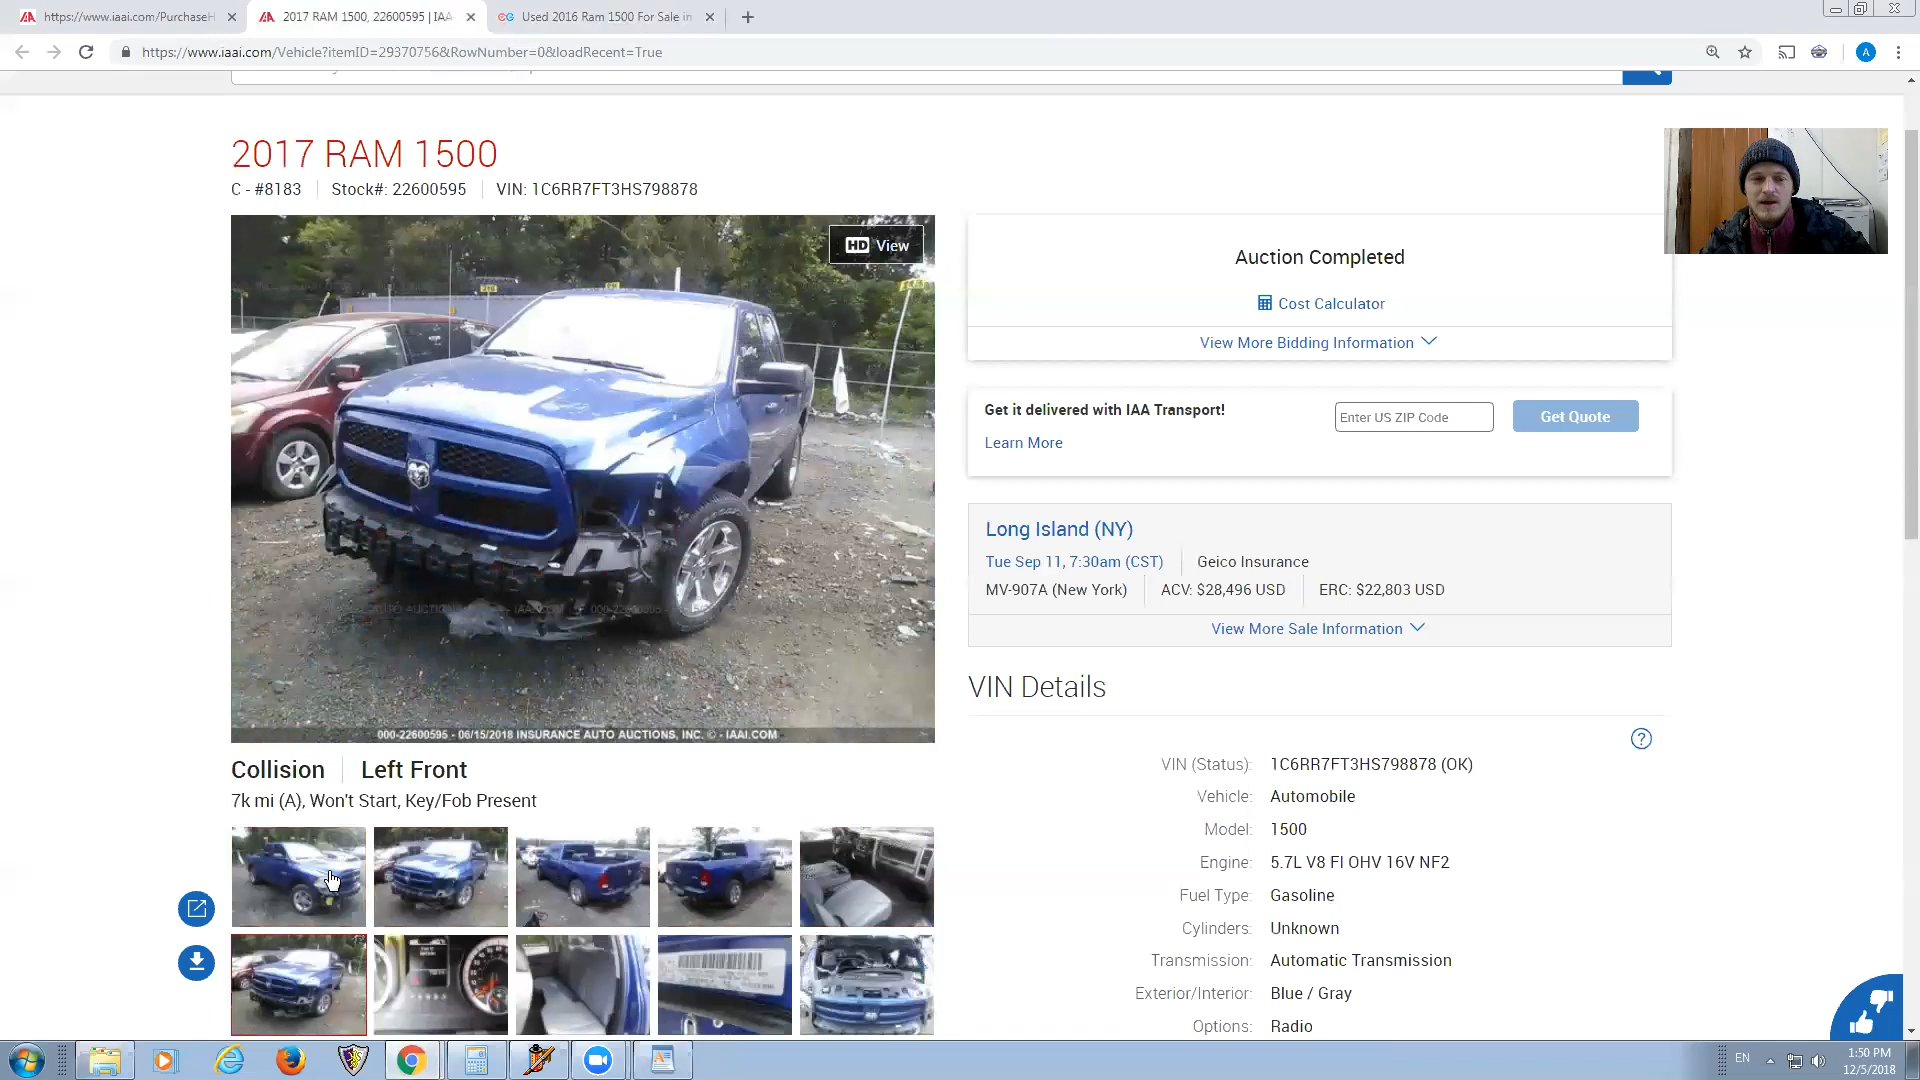 https://www.iaai.com/PurchaseH
2017 RAM 1500, 22600595 | IAA
Used 2016 Ram 1500 For Sale in
https://www.iaai.com/Vehicle?itemID=29370756&RowNumber=0&loadRecent=True
A
2017 RAM 1500
C - #8183 Stock#: 22600595 VIN: 1C6RR7FT3HS798878
HD View
Auction Completed
Cost Calculator
View More Bidding Information
Get it delivered with IAA Transport!
Enter US ZIP Code
Get Quote
Learn More
Long Island (NY)
Tue Sep 11, 7:30am (CST) Geico Insurance
MV-907A (New York) ACV: $28,496 USD ERC: $22,803 USD
View More Sale Information
VIN Details
000-22600595 - 06/15/2018 INSURANCE AUTO AUCTIONS, INC. © - IAAI.COM
?
Collision Left Front
7k mi (A), Won't Start, Key/Fob Present
VIN (Status): 1C6RR7FT3HS798878 (OK)
Vehicle: Automobile
Model: 1500
Engine: 5.7L V8 FI OHV 16V NF2
Fuel Type: Gasoline
Cylinders: Unknown
Transmission: Automatic Transmission
Exterior/Interior: Blue / Gray
Options: Radio
EN
1:50 PM
12/5/2018